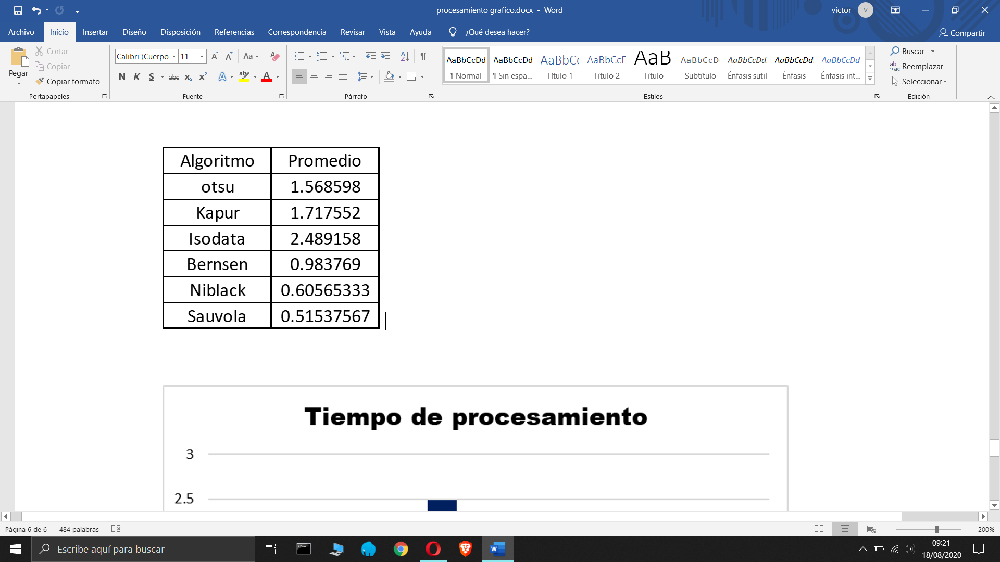 procesamiento grafico.docx - Word
victor
V
Archivo Inicio Insertar Diseño Disposición Referencias Correspondencia Revisar Vista Ayuda ¿Qué desea hacer? Compartir
Pegar
Cortar
Copiar
Copiar formato
Portapapeles
Calibri (Cuerpo) 11
Aa
N K S abc x₂ x² A ab A
Fuente
Párrafo
AaBbCcDd AaBbCcDd AaBbCc AaBbCcD AaB AaBbCcD AaBbCcDd AaBbCcDd AaBbCcDd
¶ Normal ¶ Sin espa... Título 1 Título 2 Título Subtítulo Énfasis sutil Énfasis Énfasis int...
Estilos
Buscar
Reemplazar
Seleccionar
Edición
Algoritmo Promedio
otsu 1.568598
Kapur 1.717552
Isodata 2.489158
Bernsen 0.983769
Niblack 0.60565333
Sauvola 0.51537567
Tiempo de procesamiento
3
2.5
Página 6 de 6 484 palabras 200%
Escribe aquí para buscar
09:21
18/08/2020